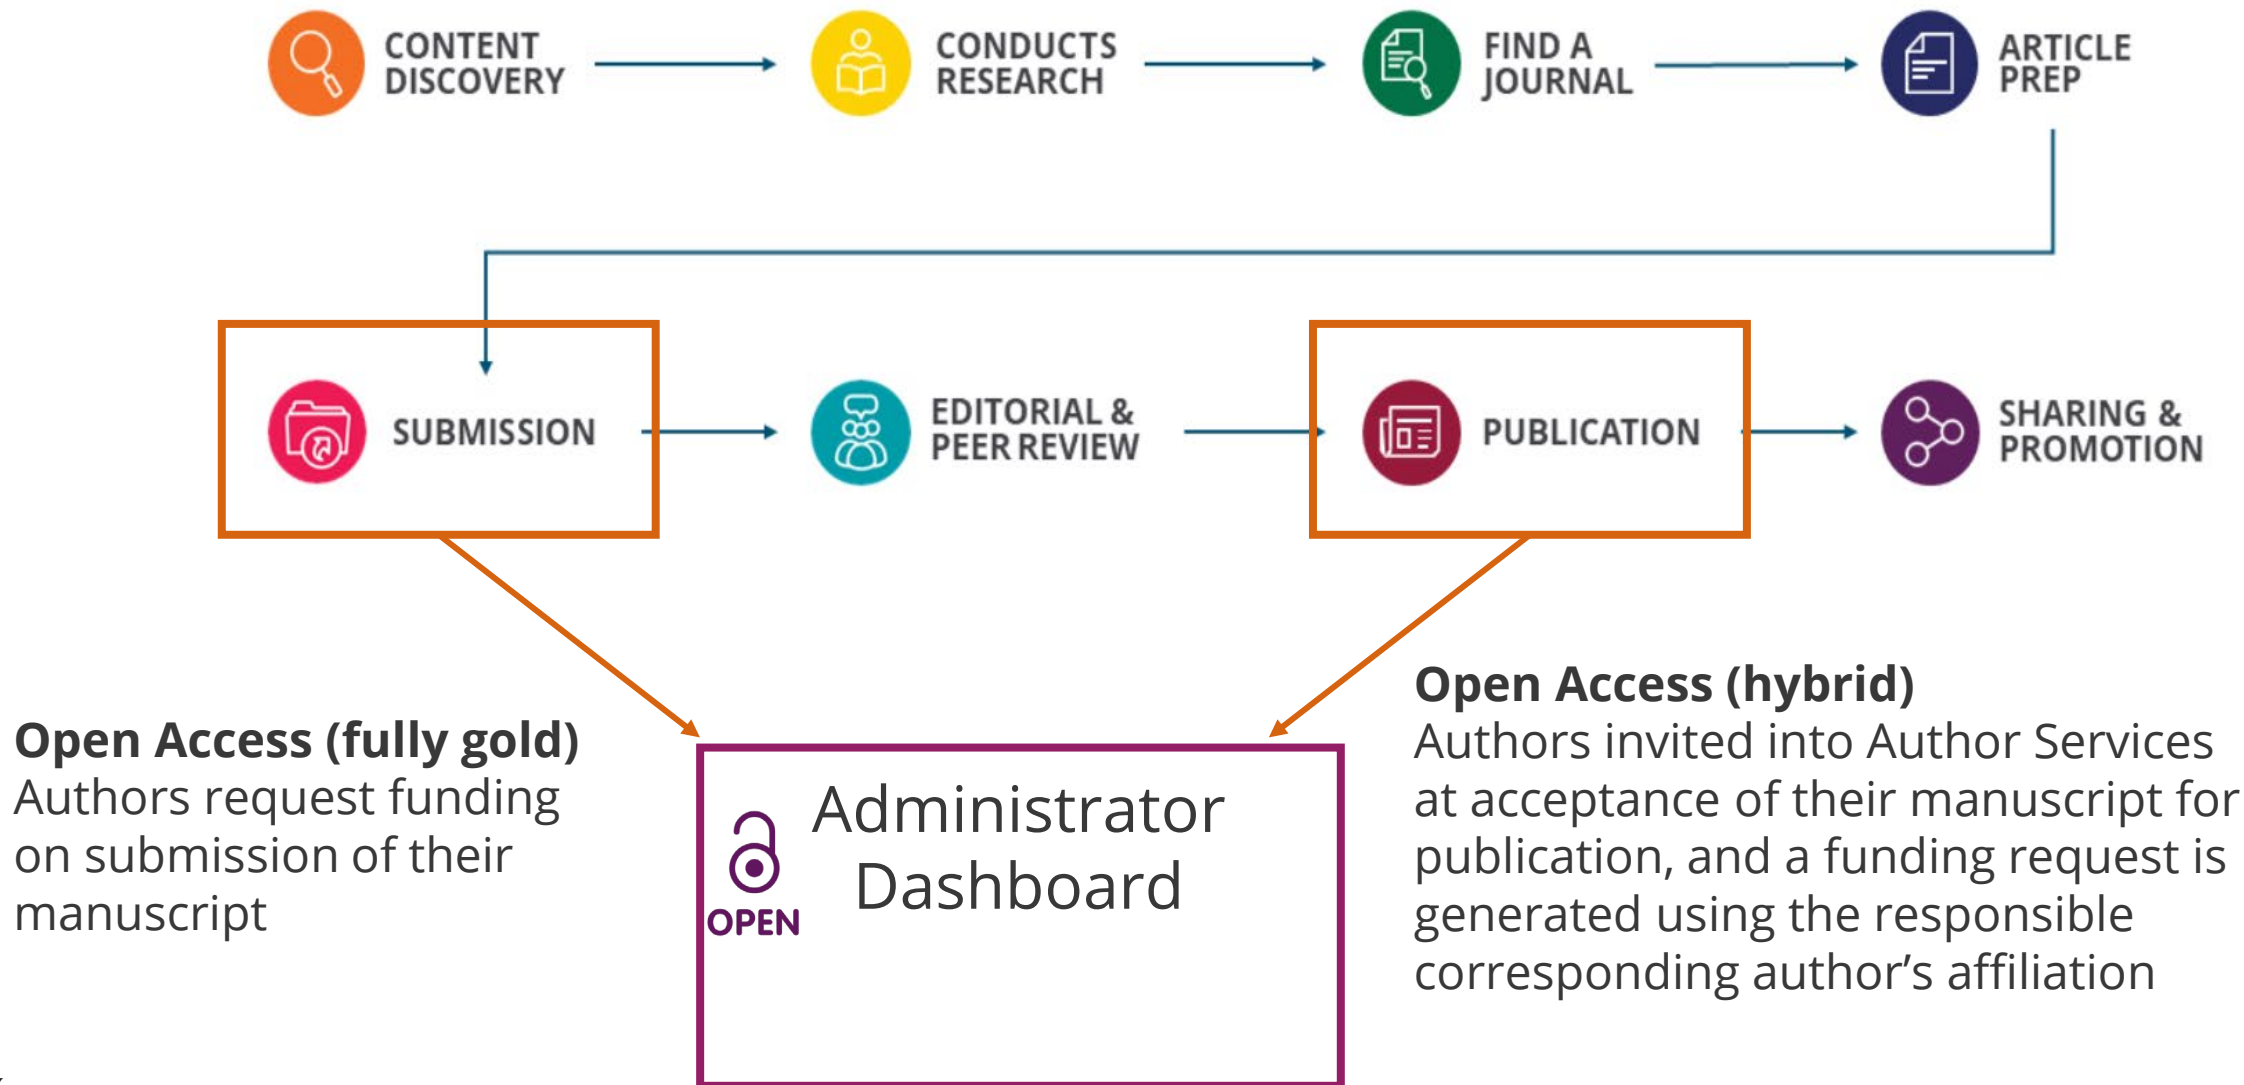 CONTENT
DISCOVERY
CONDUCTS
RESEARCH
FIND A
JOURNAL
ARTICLE
PREP
SUBMISSION
EDITORIAL &
PEER REVIEW
PUBLICATION
SHARING &
PROMOTION
Open Access (fully gold)
Authors request funding
on submission of their
manuscript
OPEN
Administrator
Dashboard
Open Access (hybrid)
Authors invited into Author Services
at acceptance of their manuscript for
publication, and a funding request is
generated using the responsible
corresponding author’s affiliation